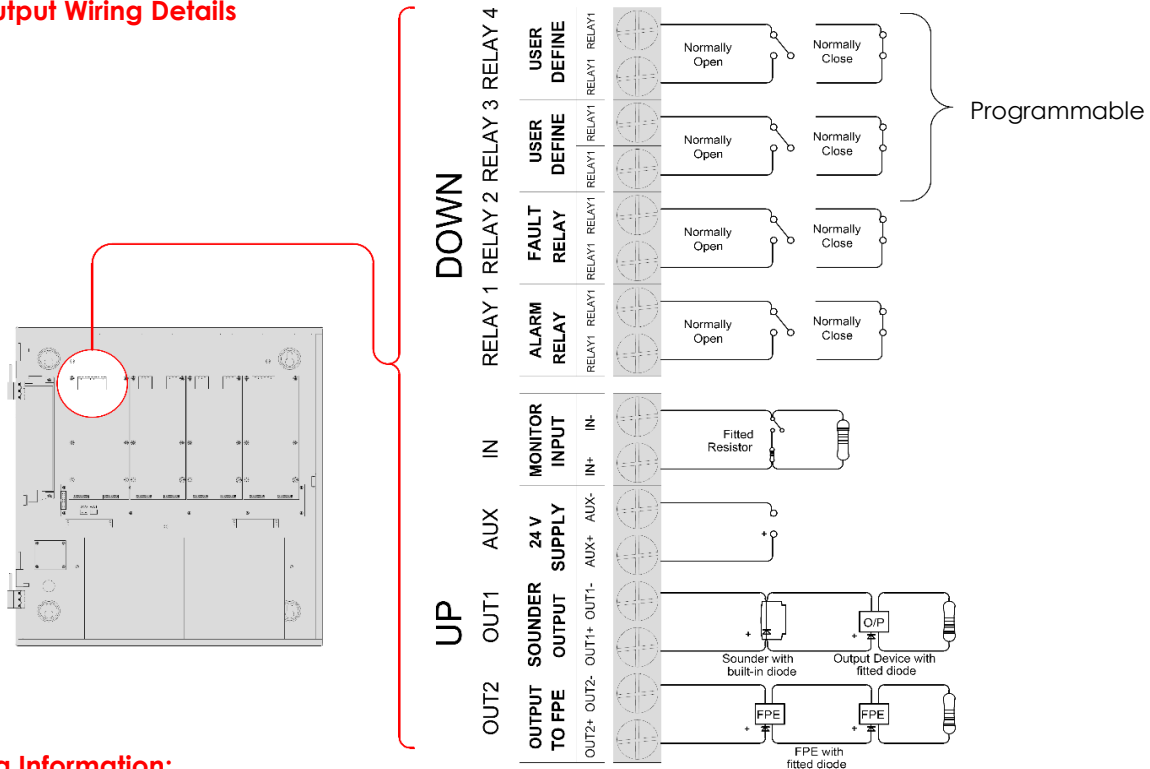 utput Wiring Details
DOWN
UP
RELAY 4
USER
DEFINE
RELAY1
RELAY1
Normally
Open
Normally
Close
RELAY 3
USER
DEFINE
RELAY1
RELAY1
Normally
Open
Normally
Close
Programmable
RELAY 2
FAULT
RELAY
RELAY1
RELAY1
Normally
Open
Normally
Close
RELAY 1
ALARM
RELAY
RELAY1
RELAY1
Normally
Open
Normally
Close
IN
MONITOR
INPUT
IN-
IN+
Fitted
Resistor
AUX
24 V
SUPPLY
AUX-
AUX+
+
OUT1
SOUNDER
OUTPUT
OUT1-
OUT1+
+
Sounder with
built-in diode
O/P
+
Output Device with
fitted diode
OUT2
OUTPUT
TO FPE
OUT2-
OUT2+
FPE
+
FPE
+
FPE with
fitted diode
g Information: